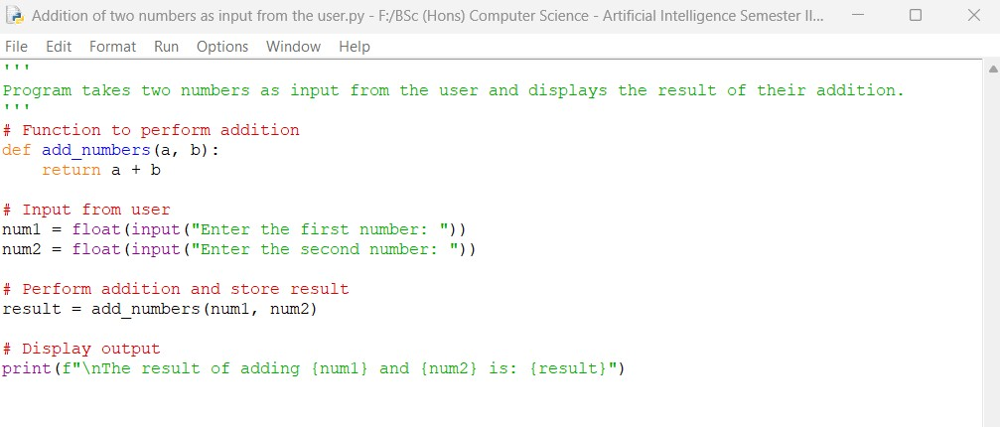 Addition of two numbers as input from the user.py - F:/BSc (Hons) Computer Science - Artificial Intelligence Semester II...
File Edit Format Run Options Window Help
'''
Program takes two numbers as input from the user and displays the result of their addition.
'''
# Function to perform addition
def add_numbers(a, b):
    return a + b

# Input from user
num1 = float(input("Enter the first number: "))
num2 = float(input("Enter the second number: "))

# Perform addition and store result
result = add_numbers(num1, num2)

# Display output
print(f"\nThe result of adding {num1} and {num2} is: {result}")